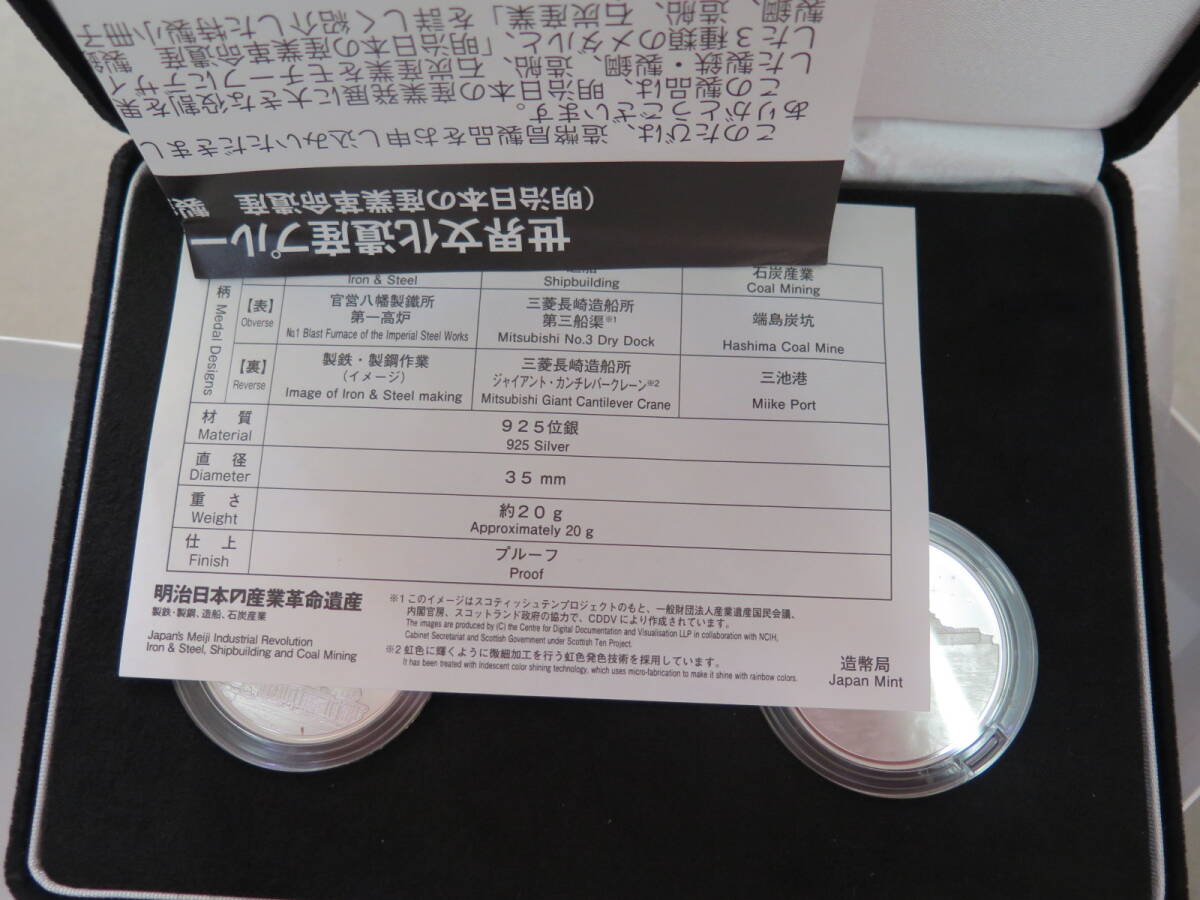 このたびは、造幣局製品をお申し込みいただきまし
ありがとうございます。
この製品は、明治日本の産業発展に大きな役割を果
した製鉄・製鋼、造船、石炭産業をモチーフにデザイ
した3種類のメダルと、「明治日本の産業革命遺産　製
製鋼、造船、石炭産業」を詳しく紹介した特製小冊子
世界文化遺産プルー
(明治日本の産業革命遺産　製
Iron & Steel
Shipbuilding
石炭産業
Coal Mining
柄 Medal Designs
【表】
Obverse
官営八幡製鐵所
第一高炉
No.1 Blast Furnace of the Imperial Steel Works
三菱長崎造船所
第三船渠※1
Mitsubishi No.3 Dry Dock
端島炭坑
Hashima Coal Mine
【裏】
Reverse
製鉄・製鋼作業
(イメージ)
Image of Iron & Steel making
三菱長崎造船所
ジャイアント・カンチレバークレーン※2
Mitsubishi Giant Cantilever Crane
三池港
Miike Port
材質
Material
925位銀
925 Silver
直径
Diameter
35 mm
重さ
Weight
約20g
Approximately 20 g
仕上
Finish
プルーフ
Proof
明治日本の産業革命遺産
製鉄・製鋼、造船、石炭産業
Japan's Meiji Industrial Revolution
Iron & Steel, Shipbuilding and Coal Mining
※1 このイメージはスコティッシュテンプロジェクトのもと、一般財団法人産業遺産国民会議、
内閣官房、スコットランド政府の協力で、CDDVにより作成されています。
The images are produced by (C) the Centre for Digital Documentation and Visualisation LLP in collaboration with NCIH,
Cabinet Secretariat and Scottish Government under Scottish Ten Project.
※2 虹色に輝くように微細加工を行う虹色発色技術を採用しています。
It has been treated with iridescent color shining technology, which uses micro-fabrication to make it shine with rainbow colors.
造幣局
Japan Mint